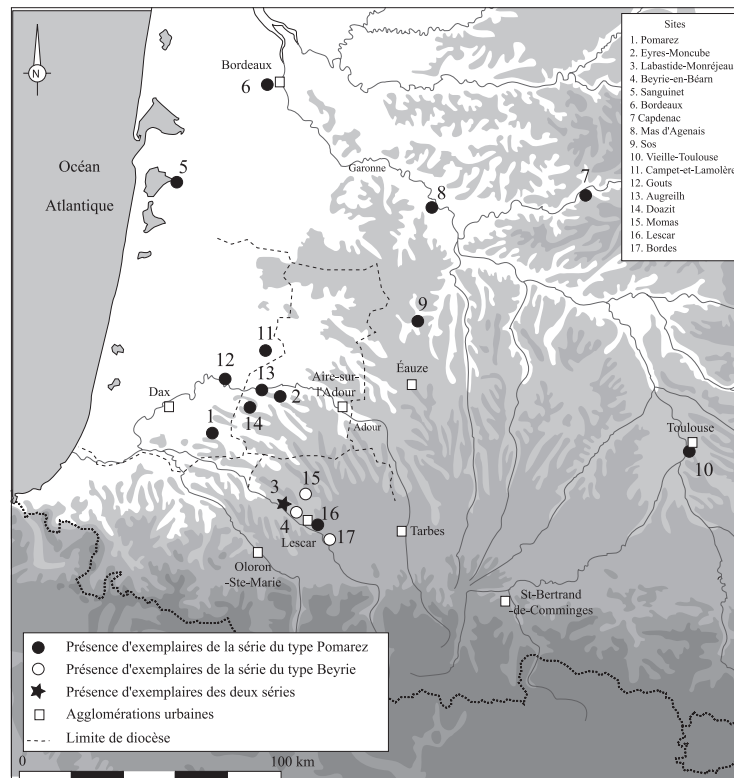 Sites
1. Pomarez
2. Eyres-Moncube
3. Labastide-Monréjeau
4. Beyrie-en-Béarn
5. Sanguinet
6. Bordeaux
7 Capdenac
8. Mas d'Agenais
9. Sos
10. Vieille-Toulouse
11. Campet-et-Lamolère
12. Gouts
13. Augreilh
14. Doazit
15. Momas
16. Lescar
17. Bordes
N
Bordeaux
6
Océan
Atlantique
5
Garonne
8
7
9
11
12
13
Dax
2
Aire-sur-
l'Adour
Éauze
14
1
Adour
Toulouse
10
15
3
16
4
Lescar
17
Tarbes
Oloron
-Ste-Marie
St-Bertrand
-de-Comminges
Présence d'exemplaires de la série du type Pomarez
Présence d'exemplaires de la série du type Beyrie
Présence d'exemplaires des deux séries
Agglomérations urbaines
Limite de diocèse
0
100 km